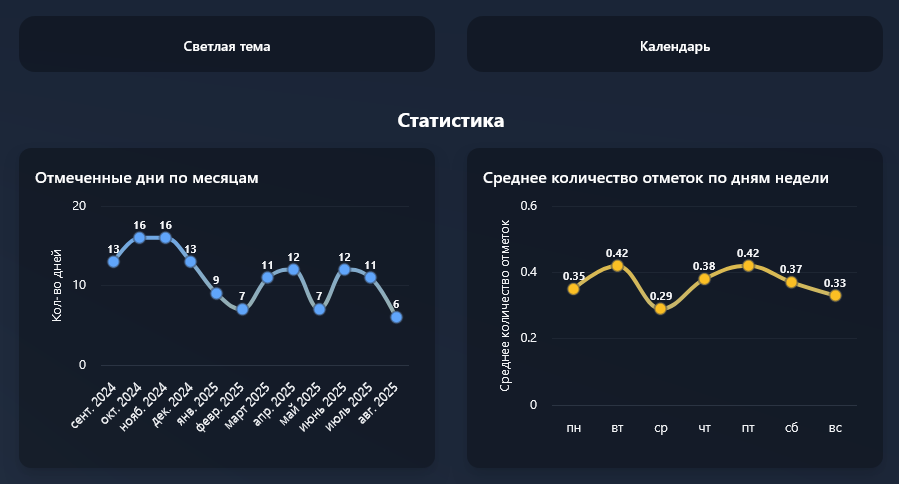 Светлая тема
Календарь
Статистика
Отмеченные дни по месяцам
Кол-во дней
20
10
0
13
16
16
13
9
7
11
12
7
12
11
6
сент. 2024
окт. 2024
нояб. 2024
дек. 2024
янв. 2025
февр. 2025
март 2025
апр. 2025
май 2025
июнь 2025
июль 2025
авг. 2025
Среднее количество отметок по дням недели
Среднее количество отметок
0.6
0.4
0.2
0
0.35
0.42
0.29
0.38
0.42
0.37
0.33
пн
вт
ср
чт
пт
сб
вс